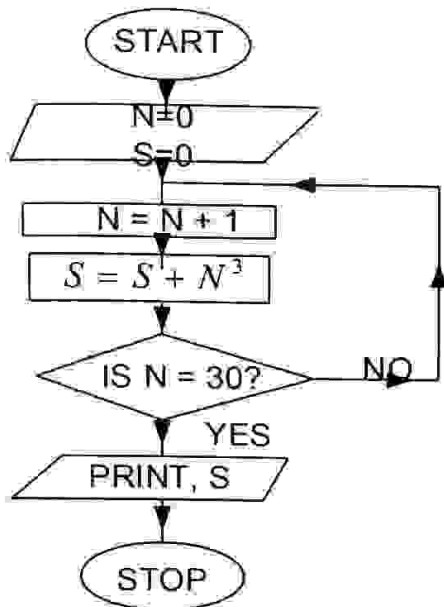 START
N=0
S=0
N = N + 1
S = S + N³
IS N = 30?
NO
YES
PRINT, S
STOP